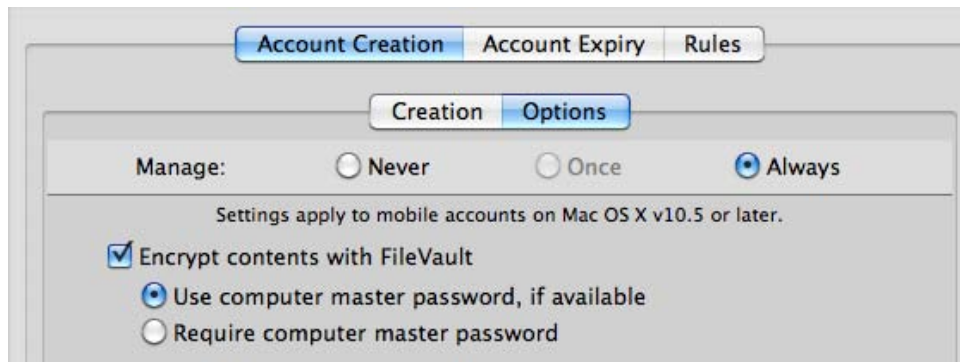 Account Creation Account Expiry Rules
Creation Options
Manage: Never Once Always
Settings apply to mobile accounts on Mac OS X v10.5 or later.
Encrypt contents with FileVault
Use computer master password, if available
Require computer master password